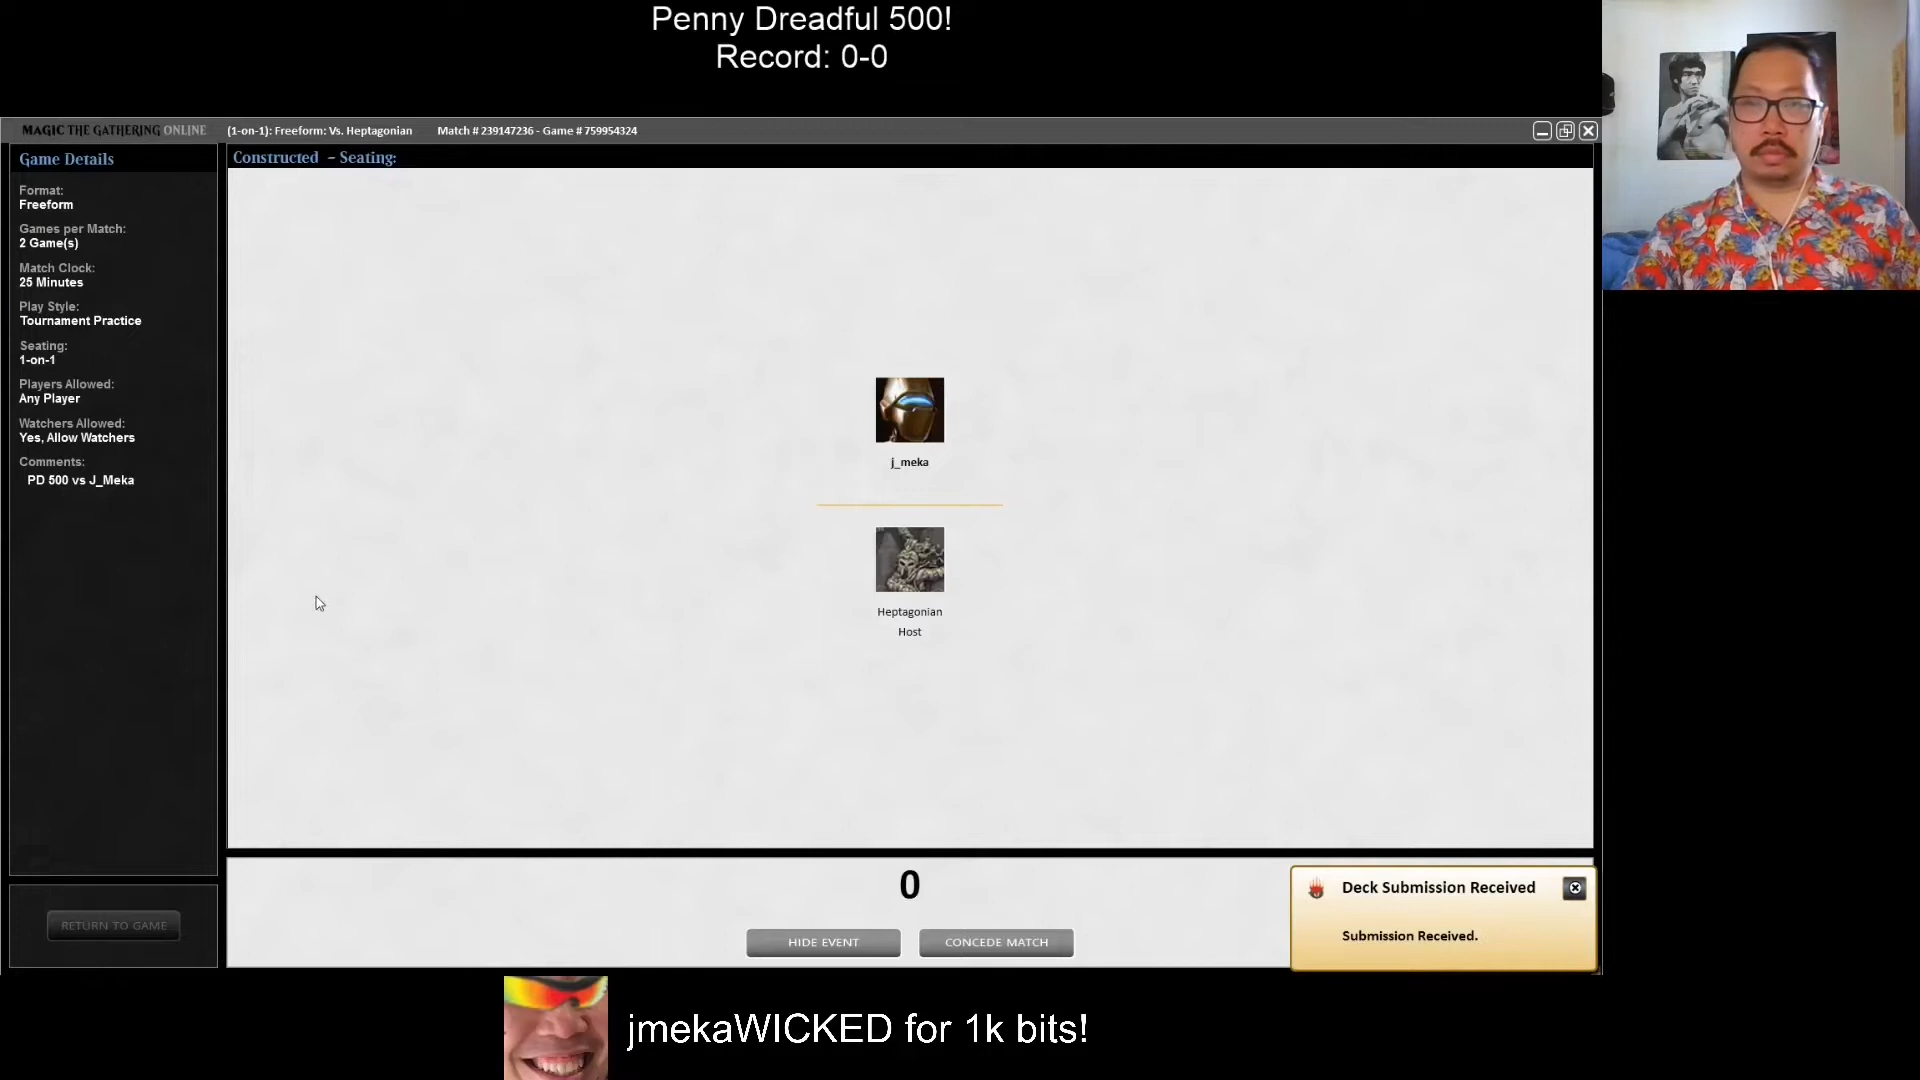 Penny Dreadful 500!
Record: 0-0
MAGIC THE GATHERING ONLINE
(1-on-1): Freeform: Vs. Heptagonian
Match # 239147236 - Game # 759954324
Game Details
Constructed – Seating:
Format:
Freeform
Games per Match:
2 Game(s)
Match Clock:
25 Minutes
Play Style:
Tournament Practice
Seating:
1-on-1
Players Allowed:
Any Player
Watchers Allowed:
Yes, Allow Watchers
Comments:
PD 500 vs J_Meka
j_meka
Heptagonian
Host
0
RETURN TO GAME
HIDE EVENT
CONCEDE MATCH
Deck Submission Received
Submission Received.
jmekaWICKED for 1k bits!